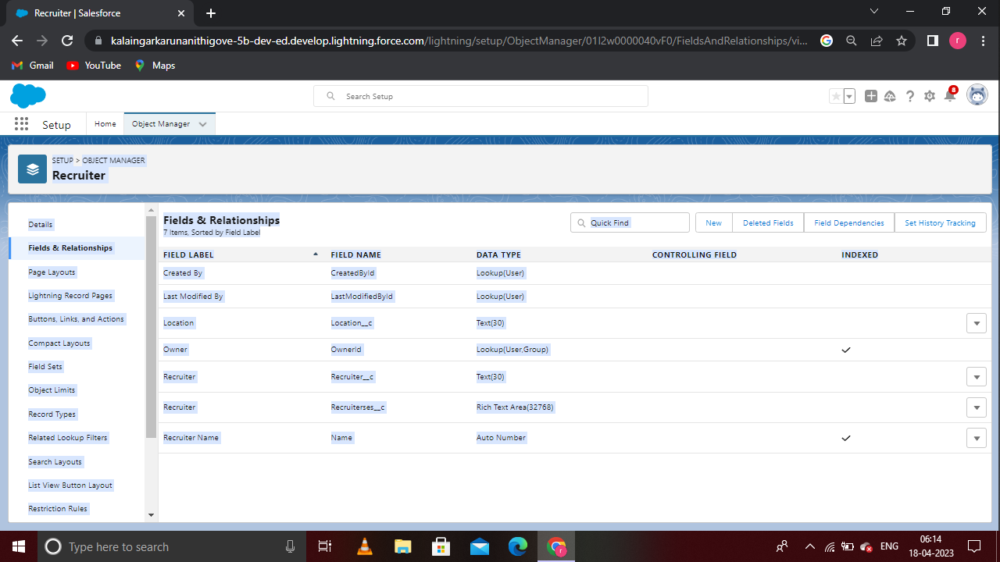 Recruiter | Salesforce
kalaingarkarunanithigove-5b-dev-ed.develop.lightning.force.com/lightning/setup/ObjectManager/01I2w0000040vF0/FieldsAndRelationships/vi...
r
Gmail
YouTube
Maps
Search Setup
8
Setup
Home
Object Manager
SETUP > OBJECT MANAGER
Recruiter
Details
Fields & Relationships
Page Layouts
Lightning Record Pages
Buttons, Links, and Actions
Compact Layouts
Field Sets
Object Limits
Record Types
Related Lookup Filters
Search Layouts
List View Button Layout
Restriction Rules
Fields & Relationships
7 Items, Sorted by Field Label
Quick Find
New
Deleted Fields
Field Dependencies
Set History Tracking
FIELD LABEL FIELD NAME DATA TYPE CONTROLLING FIELD INDEXED
Created By CreatedById Lookup(User)
Last Modified By LastModifiedById Lookup(User)
Location Location__c Text(30)
Owner OwnerId Lookup(User,Group)
Recruiter Recruiter__c Text(30)
Recruiter Recruiterses__c Rich Text Area(32768)
Recruiter Name Name Auto Number
Type here to search
r
ENG
06:14
18-04-2023